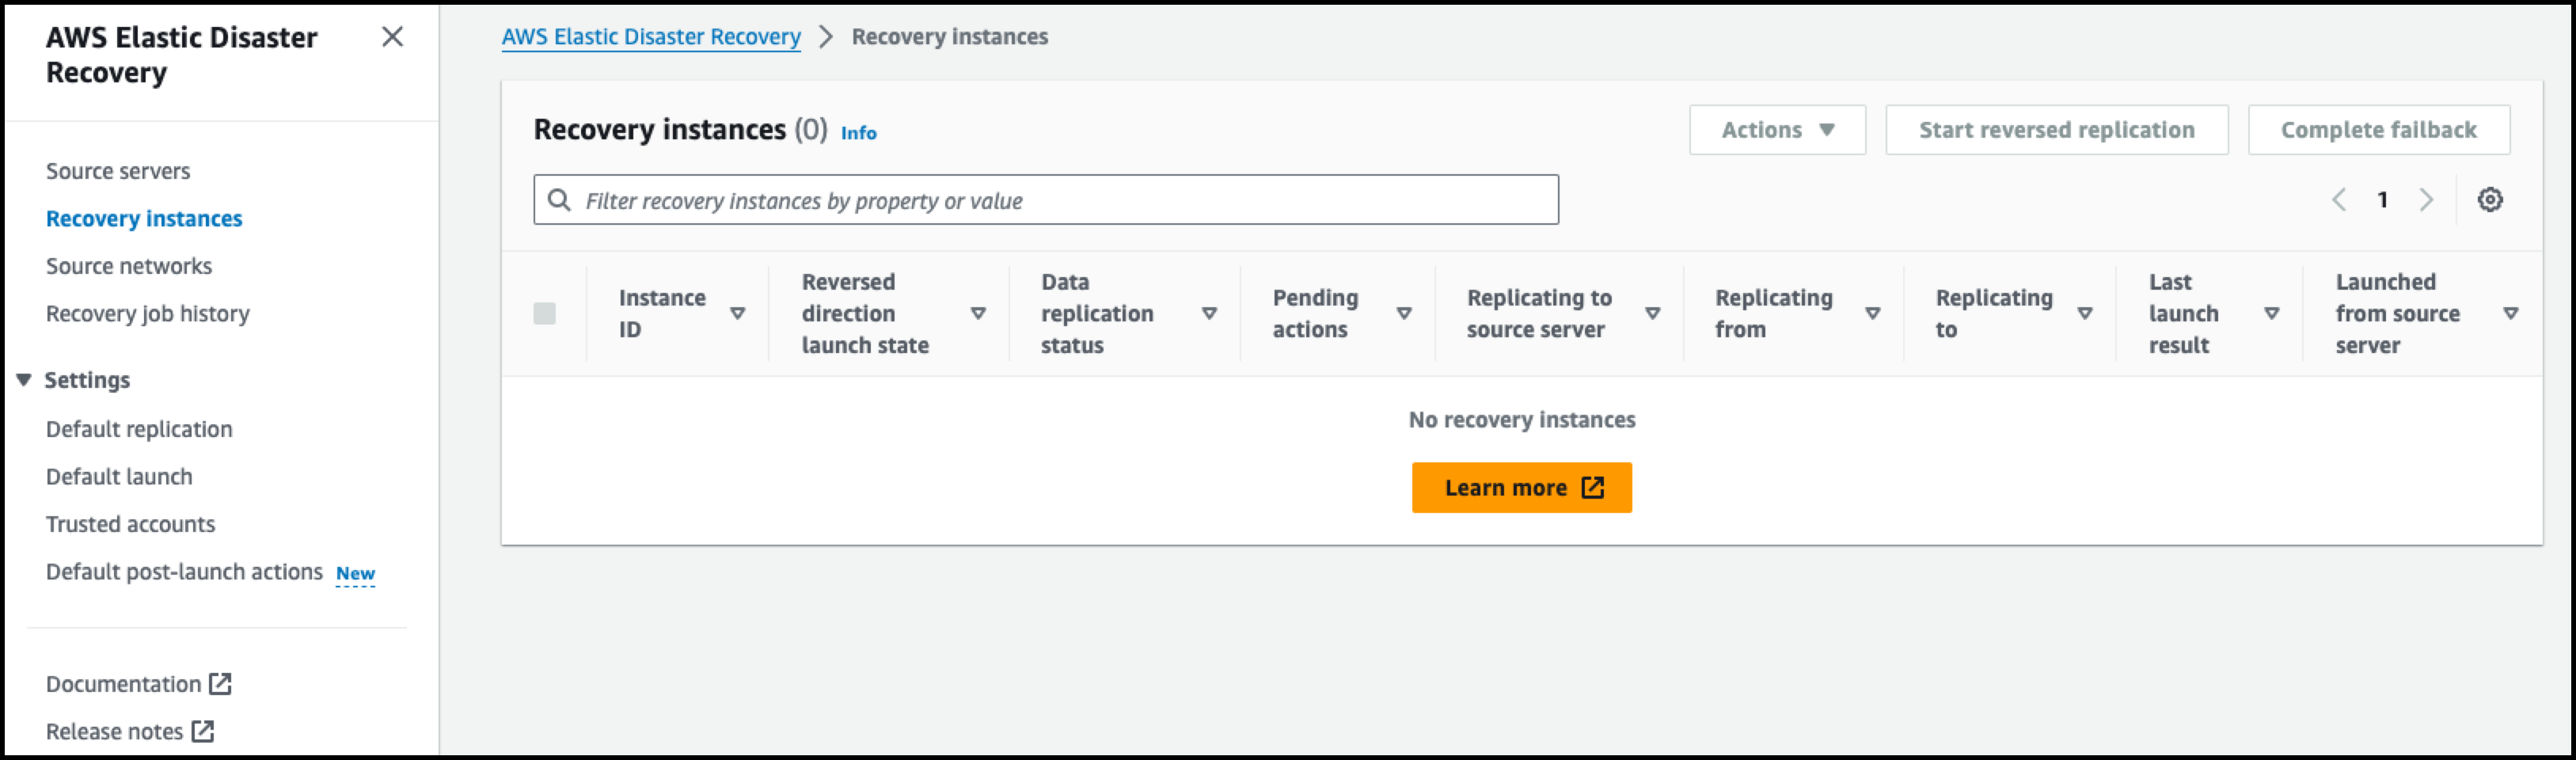 AWS Elastic Disaster
Recovery
Source servers
Recovery instances
Source networks
Recovery job history
Settings
Default replication
Default launch
Trusted accounts
Default post-launch actions New
Documentation
Release notes
AWS Elastic Disaster Recovery > Recovery instances
Recovery instances (0) Info
Actions Start reversed replication Complete failback
Filter recovery instances by property or value
1
Instance
ID
Reversed
direction
launch state
Data
replication
status
Pending
actions
Replicating to
source server
Replicating
from
Replicating
to
Last
launch
result
Launched
from source
server
No recovery instances
Learn more